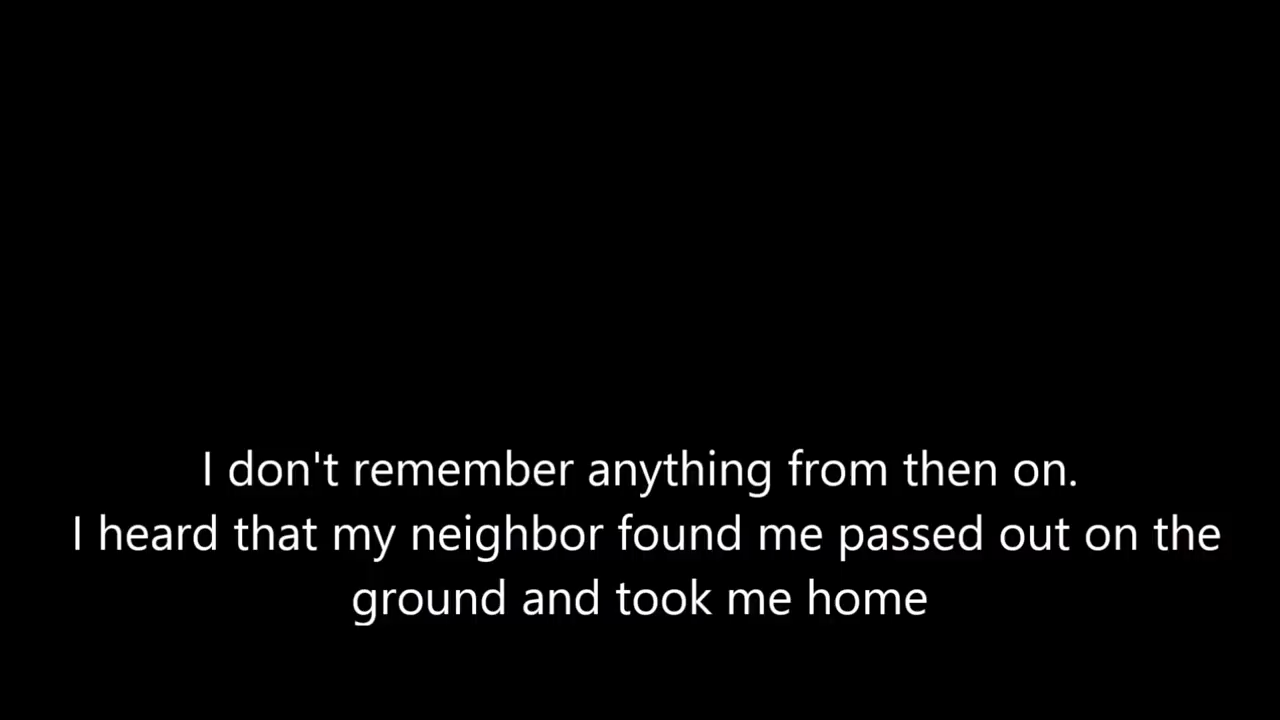 I don't remember anything from then on.
I heard that my neighbor found me passed out on the
ground and took me home